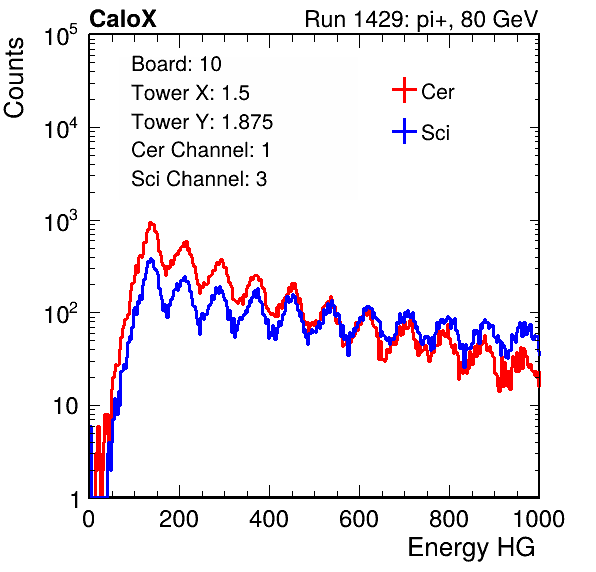 CaloX Run 1429: pi+, 80 GeV
Counts
10^5
10^4
10^3
10^2
10
1
Board: 10
Tower X: 1.5
Tower Y: 1.875
Cer Channel: 1
Sci Channel: 3
Cer
Sci
0 200 400 600 800 1000
Energy HG